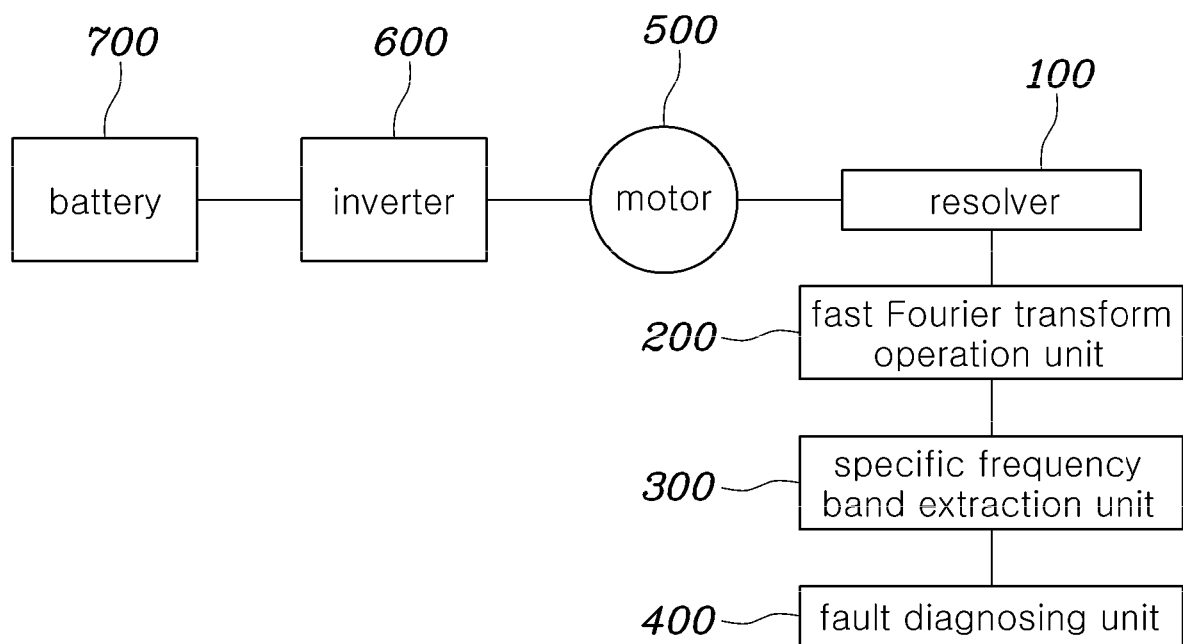 700
600
500
100
battery
inverter
motor
resolver
200
fast Fourier transform
operation unit
300
specific frequency
band extraction unit
400
fault diagnosing unit